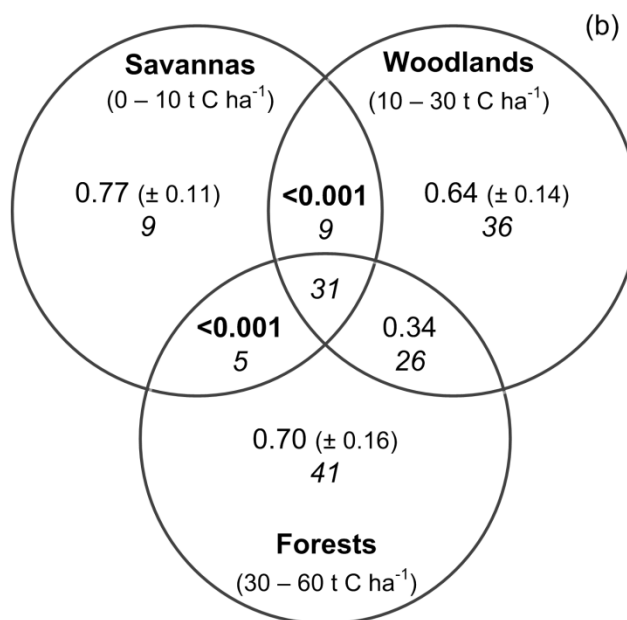 (b)
Savannas
(0 – 10 t C ha⁻¹)
Woodlands
(10 – 30 t C ha⁻¹)
0.77 (± 0.11)
9
<0.001
9
0.64 (± 0.14)
36
31
<0.001
5
0.34
26
0.70 (± 0.16)
41
Forests
(30 – 60 t C ha⁻¹)